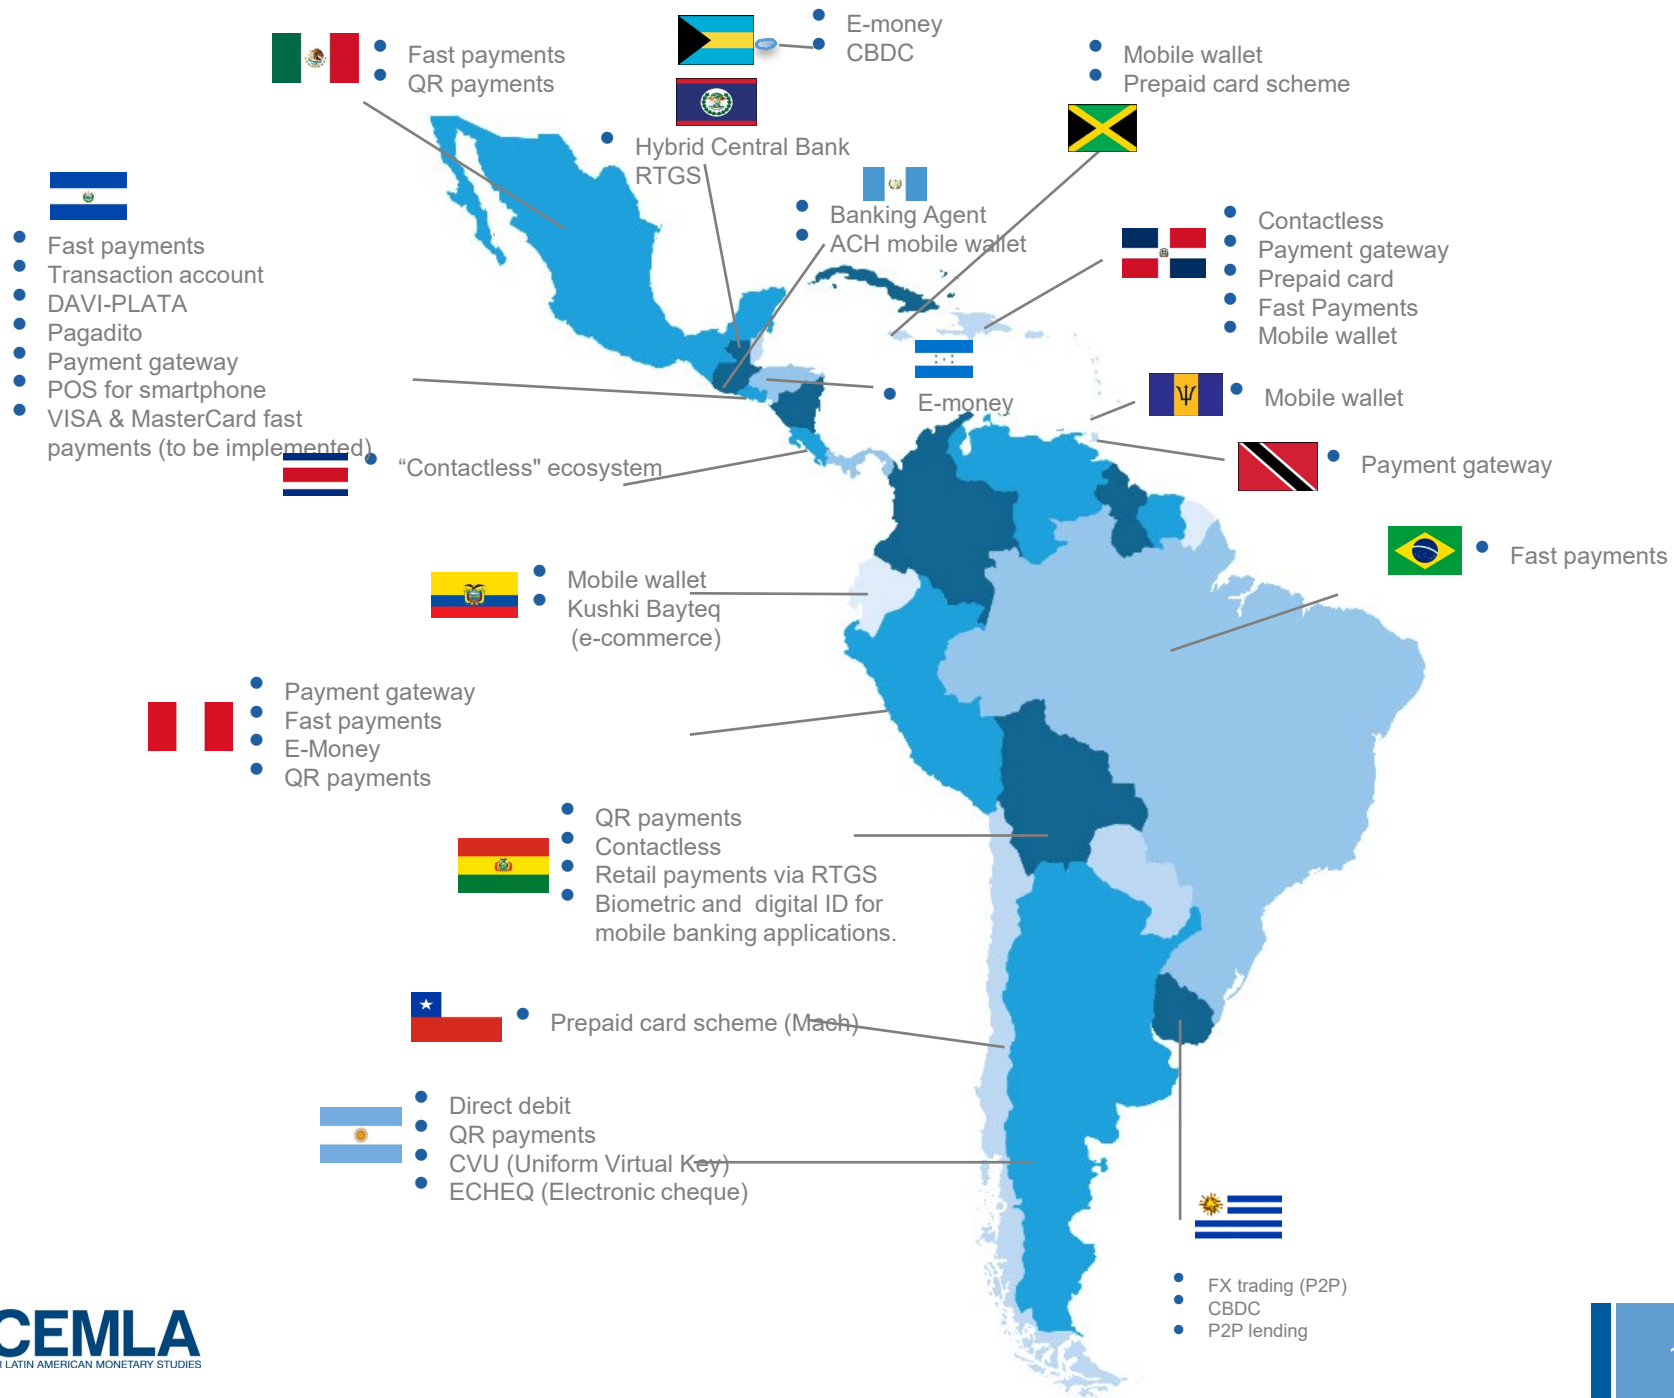 Fast payments
QR payments
E-money
CBDC
Mobile wallet
Prepaid card scheme
Hybrid Central Bank
RTGS
Banking Agent
ACH mobile wallet
Contactless
Payment gateway
Prepaid card
Fast Payments
Mobile wallet
Fast payments
Transaction account
DAVI-PLATA
Pagadito
Payment gateway
POS for smartphone
VISA & MasterCard fast
payments (to be implemented)
E-money
Mobile wallet
“Contactless" ecosystem
Payment gateway
Fast payments
Mobile wallet
Kushki Bayteq
(e-commerce)
Payment gateway
Fast payments
E-Money
QR payments
QR payments
Contactless
Retail payments via RTGS
Biometric and digital ID for
mobile banking applications.
Prepaid card scheme (Mach)
Direct debit
QR payments
CVU (Uniform Virtual Key)
ECHEQ (Electronic cheque)
FX trading (P2P)
CBDC
P2P lending
CEMLA
LATIN AMERICAN MONETARY STUDIES